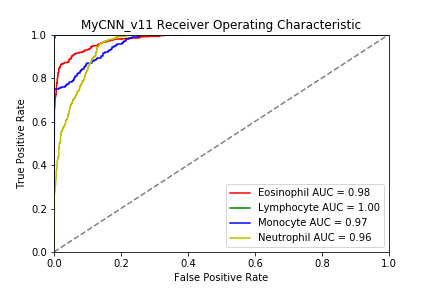 MyCNN_v11 Receiver Operating Characteristic
True Positive Rate
1.0
0.8
0.6
0.4
0.2
0.0
Eosinophil AUC = 0.98
Lymphocyte AUC = 1.00
Monocyte AUC = 0.97
Neutrophil AUC = 0.96
0.0 0.2 0.4 0.6 0.8 1.0
False Positive Rate